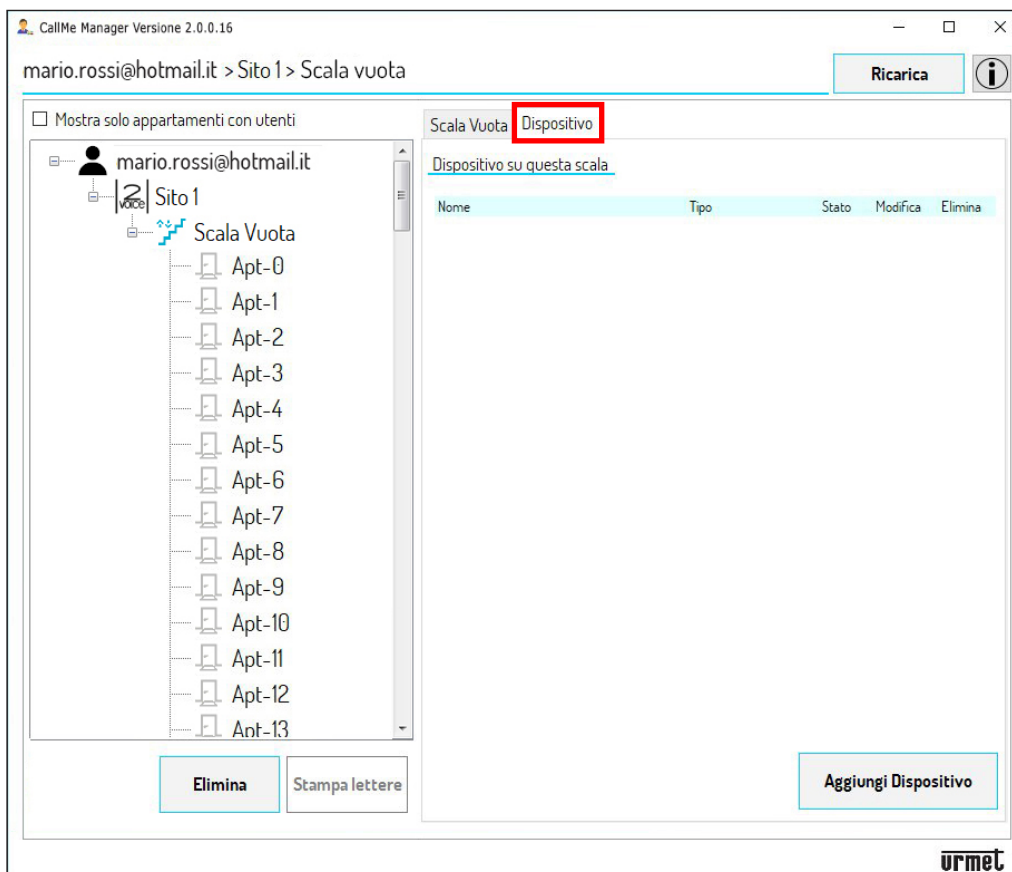 CallMe Manager Versione 2.0.0.16
mario.rossi@hotmail.it > Sito 1 > Scala vuota
Ricarica
i
Mostra solo appartamenti con utenti
mario.rossi@hotmail.it
2 VOICE Sito 1
Scala Vuota
Apt-0
Apt-1
Apt-2
Apt-3
Apt-4
Apt-5
Apt-6
Apt-7
Apt-8
Apt-9
Apt-10
Apt-11
Apt-12
Apt-13
Elimina Stampa lettere
Scala Vuota Dispositivo
Dispositivo su questa scala
Nome Tipo Stato Modifica Elimina
Aggiungi Dispositivo
urmet